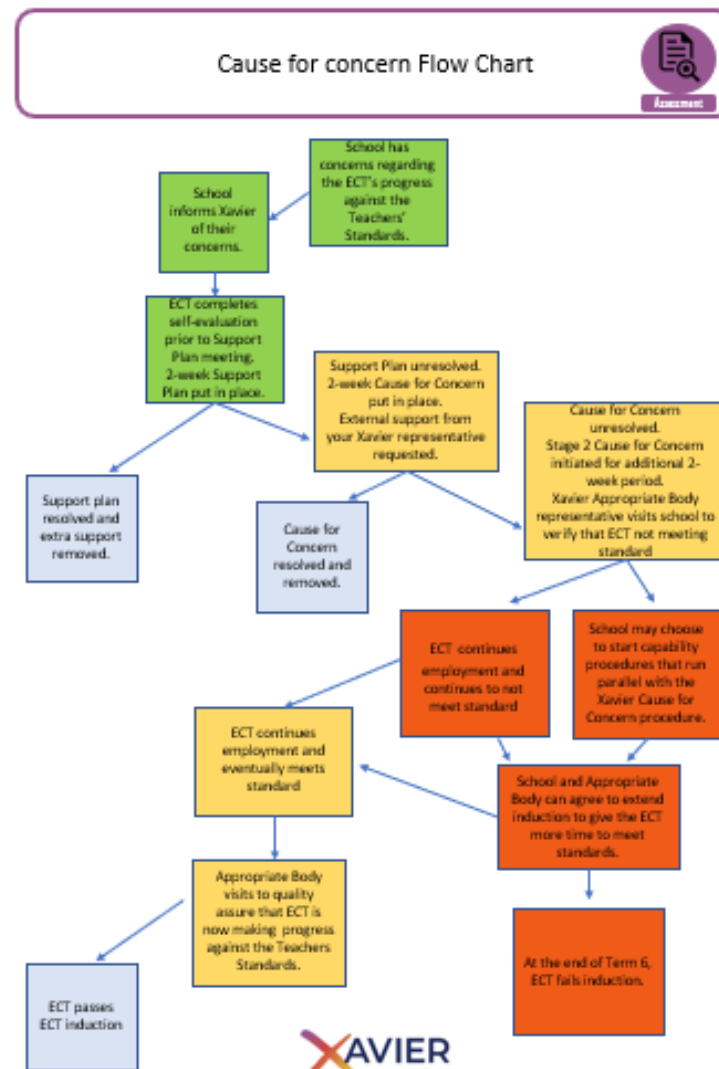 Cause for concern Flow Chart
Assessment
School has
concerns regarding
the ECT's progress
against the
Teachers'
Standards.
School
informs Xavier
of their
concerns.
ECT completes
self-evaluation
prior to Support
Plan meeting.
2-week Support
Plan put in place.
Support Plan unresolved.
2-week Cause for Concern
put in place.
External support from
your Xavier representative
requested.
Cause for Concern
unresolved.
Stage 2 Cause for Concern
initiated for additional 2-
week period.
Xavier Appropriate Body
representative visits school to
verify that ECT not meeting
standard
Support plan
resolved and
extra support
removed.
Cause for
Concern
resolved and
removed.
ECT continues
employment and
continues to not
meet standard
School may choose
to start capability
procedures that run
parallel with the
Xavier Cause for
Concern procedure.
ECT continues
employment and
eventually meets
standard
School and Appropriate
Body can agree to extend
induction to give the ECT
more time to meet
standards.
Appropriate Body
visits to quality
assure that ECT is
now making progress
against the Teachers
Standards.
At the end of Term 6,
ECT fails induction.
ECT passes
ECT induction
XAVIER